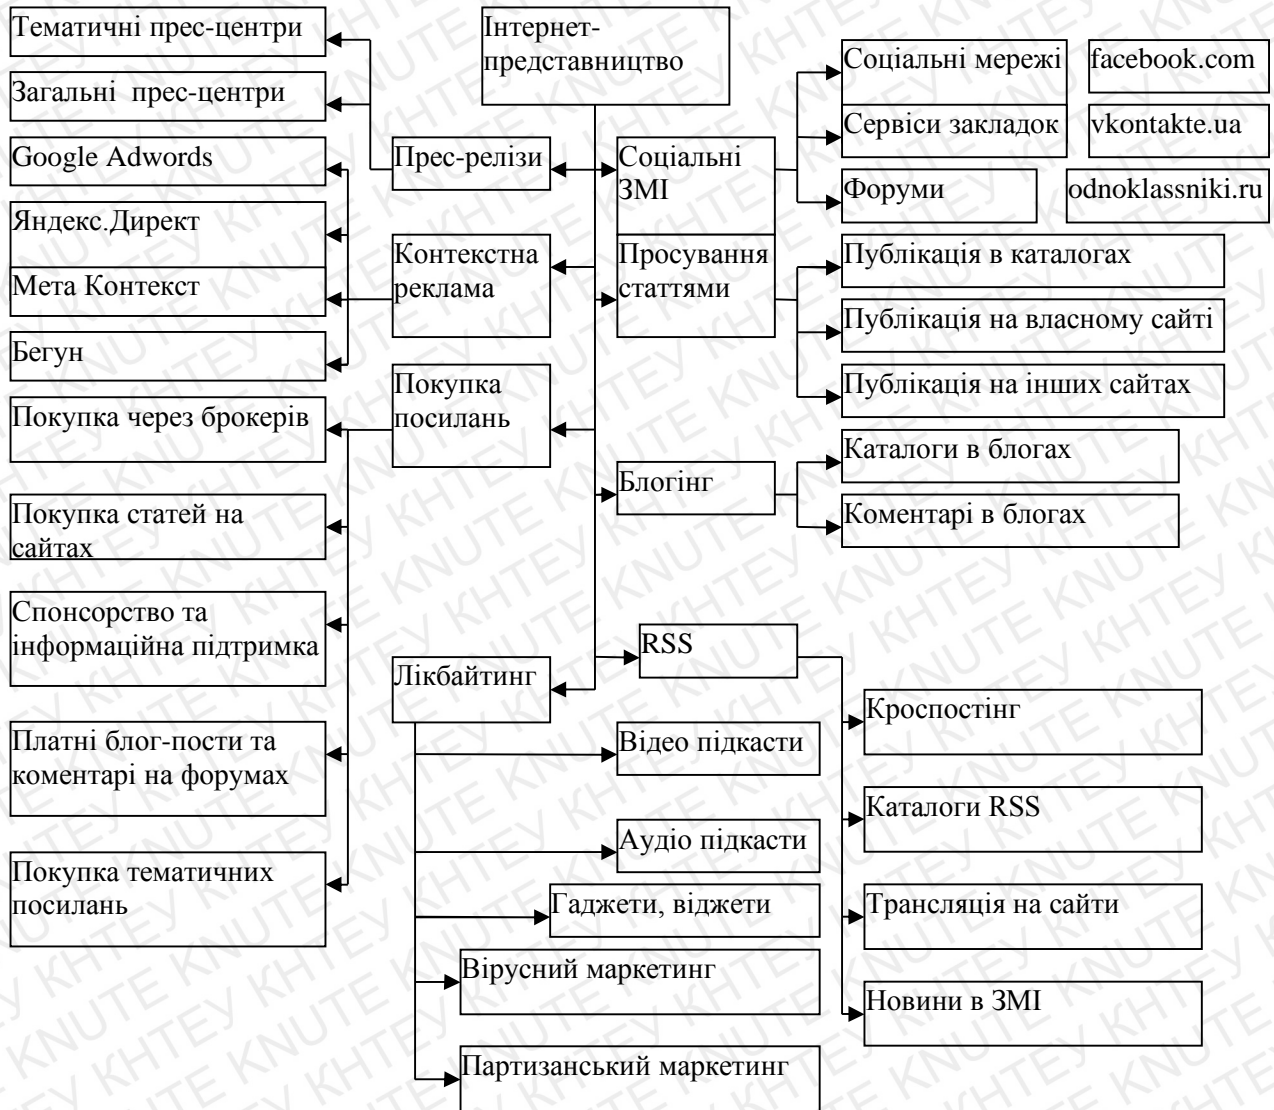 Інтернет-
представництво
Тематичні прес-центри
Загальні прес-центри
Google Adwords
Яндекс.Директ
Мета Контекст
Бегун
Покупка через брокерів
Покупка статей на
сайтах
Спонсорство та
інформаційна підтримка
Платні блог-пости та
коментарі на форумах
Покупка тематичних
посилань
Прес-релізи
Контекстна
реклама
Покупка
посилань
Лікбайтинг
Соціальні
ЗМІ
Просування
статтями
Блогінг
RSS
Відео підкасти
Аудіо підкасти
Гаджети, віджети
Вірусний маркетинг
Партизанський маркетинг
Соціальні мережі
facebook.com
Сервіси закладок
vkontakte.ua
Форуми
odnoklassniki.ru
Публікація в каталогах
Публікація на власному сайті
Публікація на інших сайтах
Каталоги в блогах
Коментарі в блогах
Кроспостінг
Каталоги RSS
Трансляція на сайти
Новини в ЗМІ
КНТЕУ KNUTE